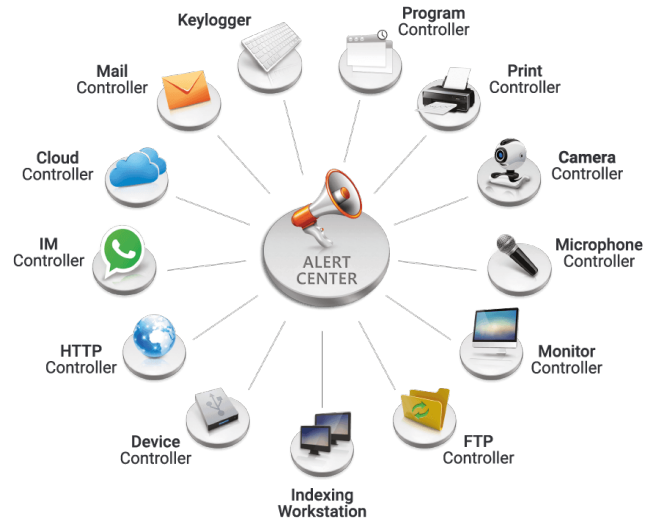 Keylogger
Program
Controller
Mail
Controller
Print
Controller
Cloud
Controller
Camera
Controller
ALERT
CENTER
IM
Controller
Microphone
Controller
HTTP
Controller
Monitor
Controller
Device
Controller
FTP
Controller
Indexing
Workstation